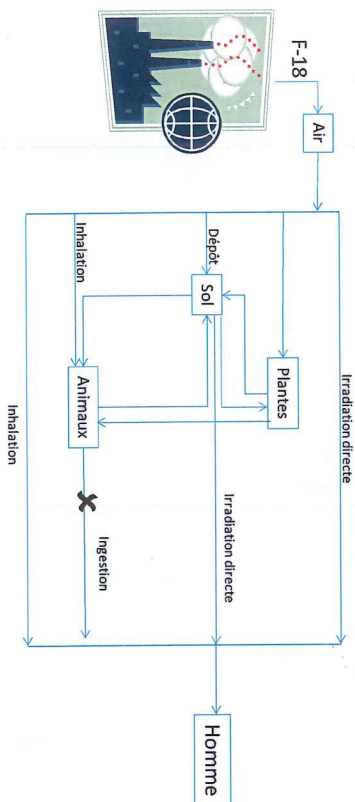 F-18
Air
Irradiation directe
Plantes
Dépôt
Sol
Irradiation directe
Inhalation
Animaux
Ingestion
Inhalation
Homme